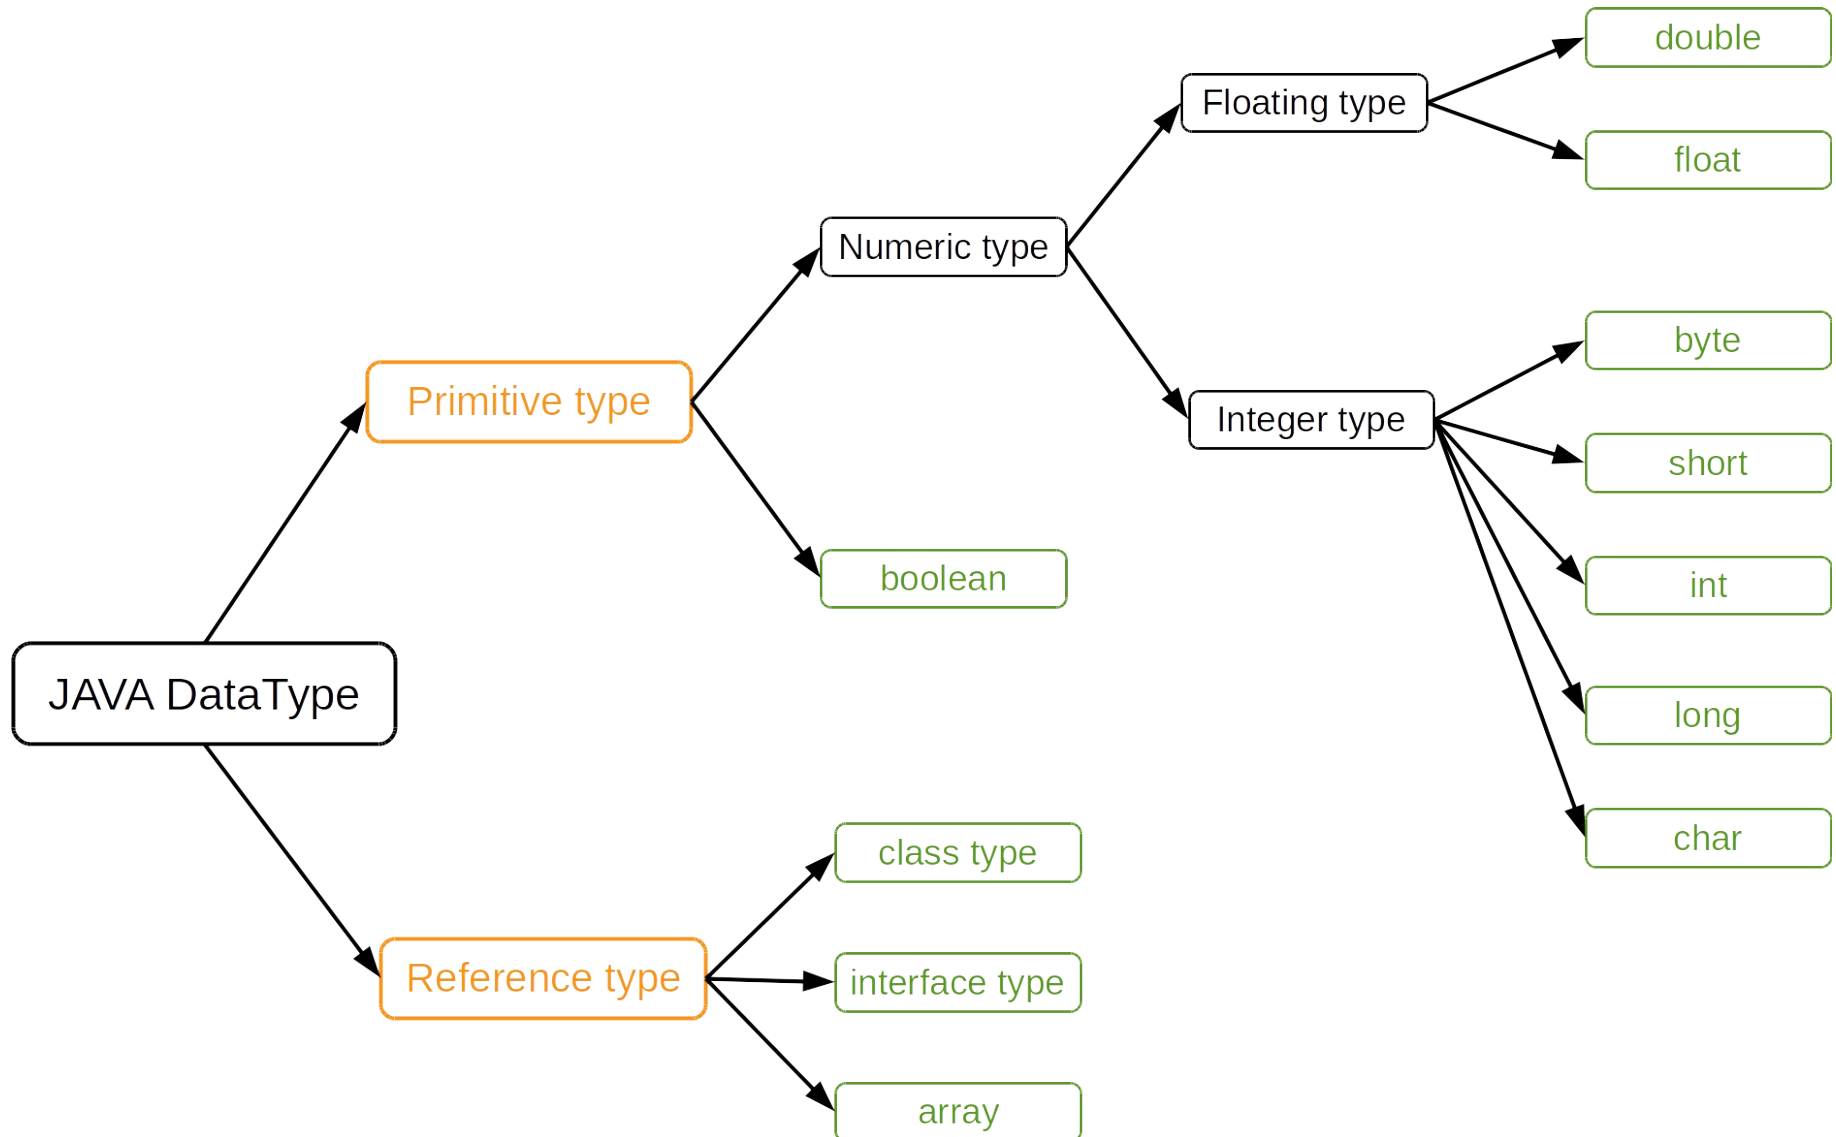 double
Floating type
float
Numeric type
byte
Primitive type
Integer type
short
boolean
int
JAVA DataType
long
char
class type
Reference type
interface type
array